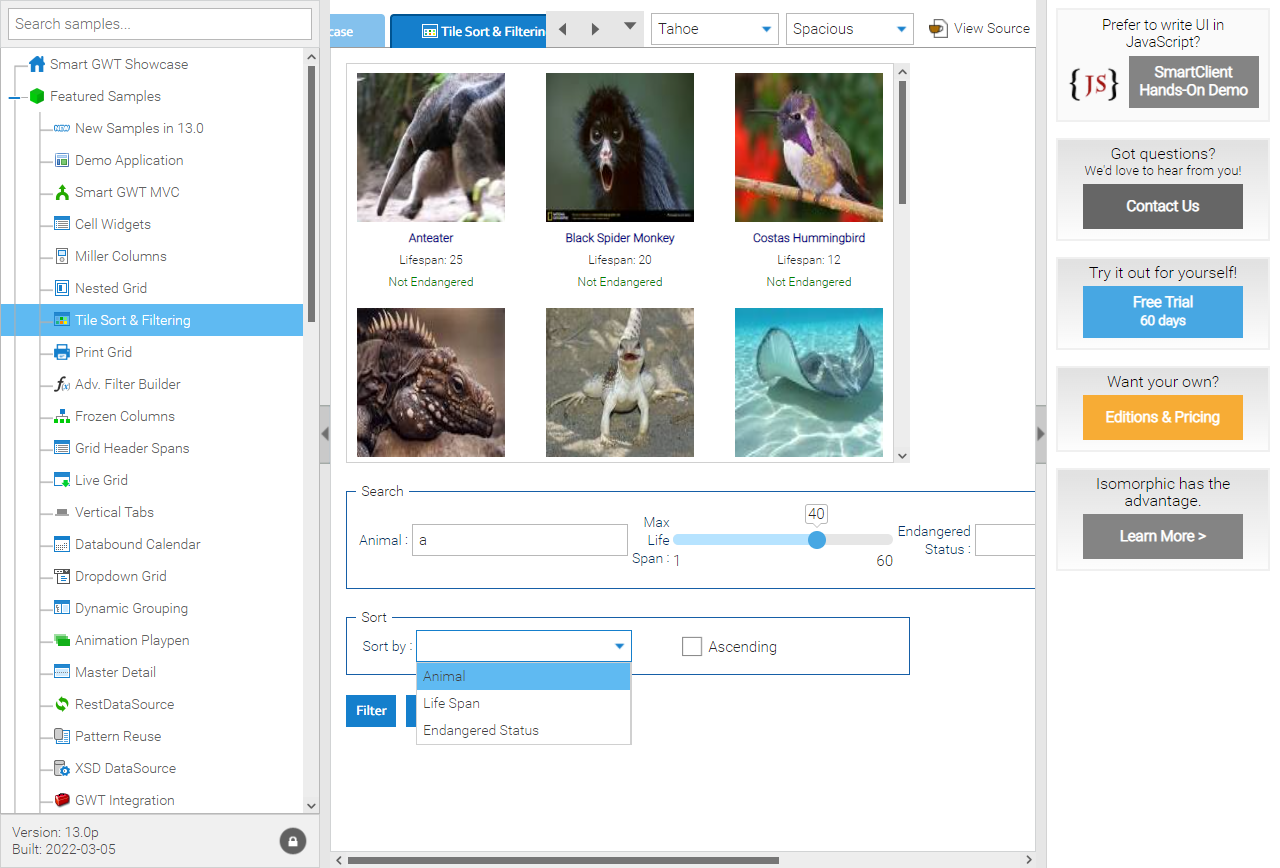 Search samples...
Smart GWT Showcase
Featured Samples
New Samples in 13.0
Demo Application
Smart GWT MVC
Cell Widgets
Miller Columns
Nested Grid
Tile Sort & Filtering
Print Grid
Adv. Filter Builder
Frozen Columns
Grid Header Spans
Live Grid
Vertical Tabs
Databound Calendar
Dropdown Grid
Dynamic Grouping
Animation Playpen
Master Detail
RestDataSource
Pattern Reuse
XSD DataSource
GWT Integration
Version: 13.0p
Built: 2022-03-05
case
Tile Sort & Filterin
Tahoe
Spacious
View Source
Anteater
Lifespan: 25
Not Endangered
Black Spider Monkey
Lifespan: 20
Not Endangered
Costas Hummingbird
Lifespan: 12
Not Endangered
Search
Animal :
a
Max
Life
Span :
40
1
60
Endangered
Status :
Sort
Sort by :
Ascending
Animal
Life Span
Endangered Status
Filter
Prefer to write UI in
JavaScript?
{JS}
SmartClient
Hands-On Demo
Got questions?
We'd love to hear from you!
Contact Us
Try it out for yourself!
Free Trial
60 days
Want your own?
Editions & Pricing
Isomorphic has the
advantage.
Learn More >